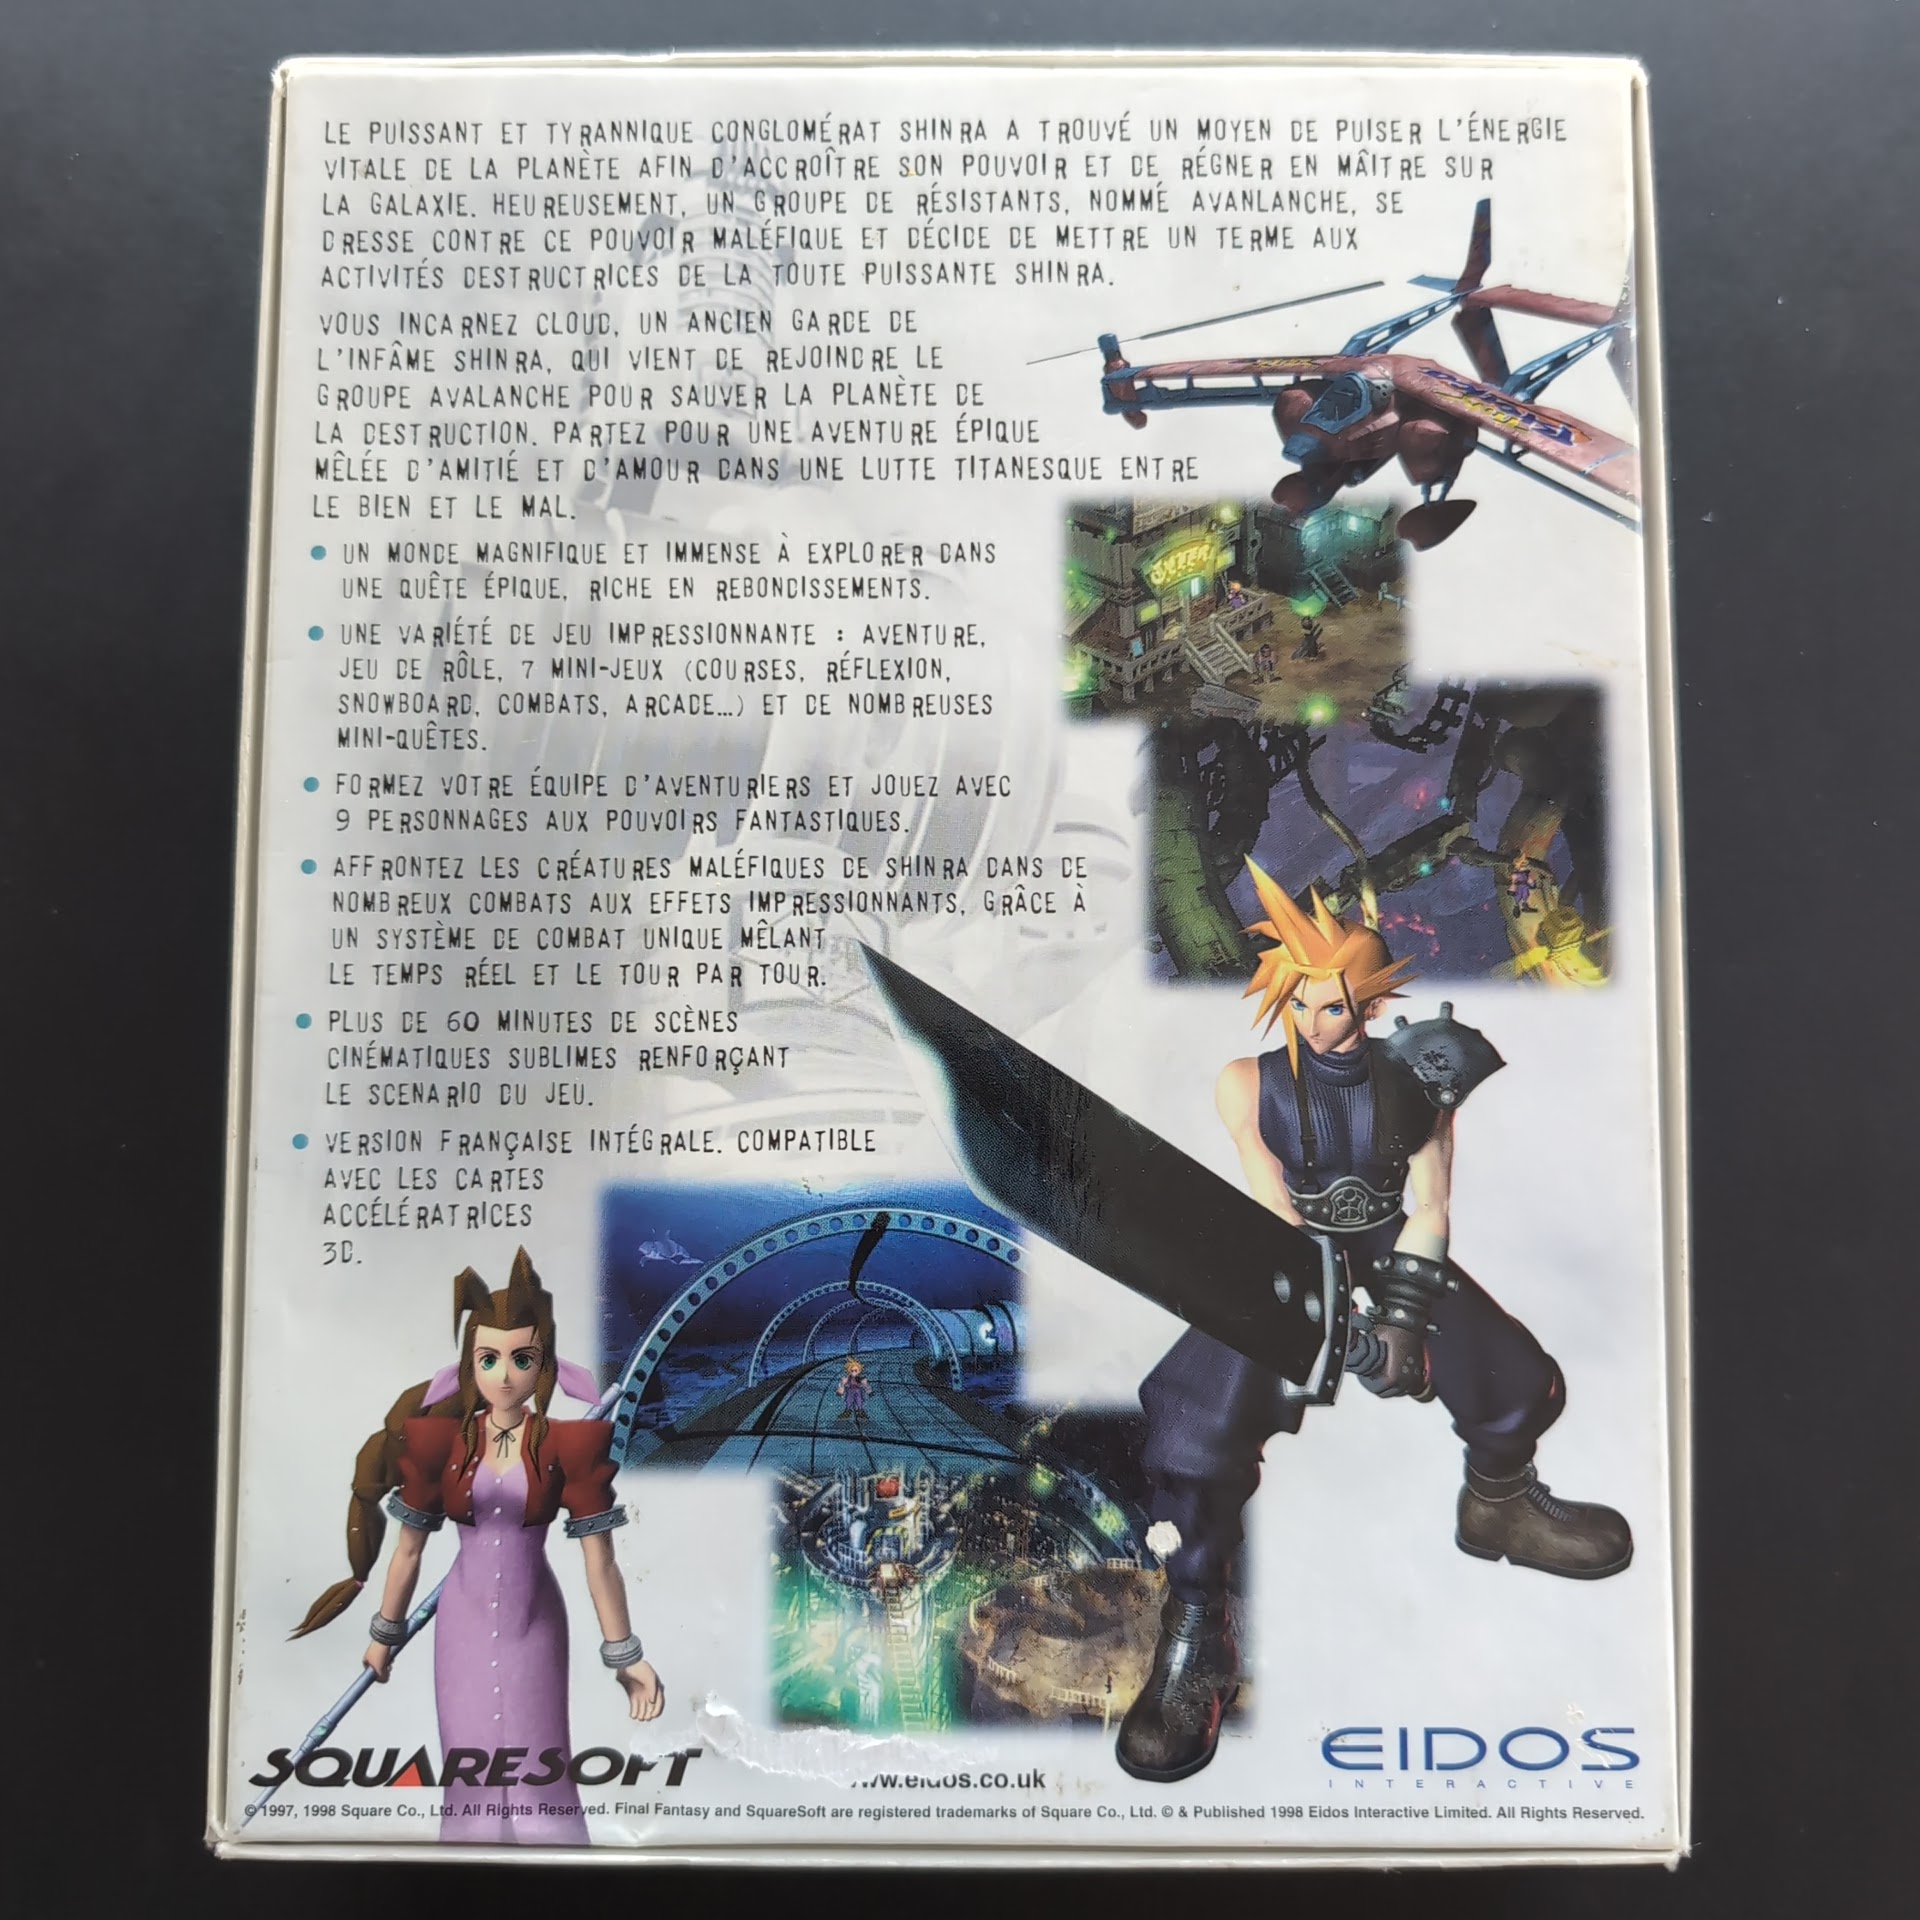 LE PUISSANT ET TYRANNIQUE CONGLOMÉRAT SHINRA A TROUVÉ UN MOYEN DE PUISER L'ÉNERGIE
VITALE DE LA PLANÈTE AFIN D'ACCROÎTRE SON POUVOIR ET DE RÉGNER EN MÂITRE SUR
LA GALAXIE. HEUREUSEMENT, UN GROUPE DE RÉSISTANTS, NOMMÉ AVANLANCHE, SE
DRESSE CONTRE CE POUVOIR MALÉFIQUE ET DÉCIDE DE METTRE UN TERME AUX
ACTIVITÉS DESTRUCTRICES DE LA TOUTE PUISSANTE SHINRA.
VOUS INCARNEZ CLOUD, UN ANCIEN GARDE DE
L'INFÂME SHINRA, QUI VIENT DE REJOINDRE LE
GROUPE AVALANCHE POUR SAUVER LA PLANÈTE DE
LA DESTRUCTION. PARTEZ POUR UNE AVENTURE ÉPIQUE
MÊLÉE D'AMITIÉ ET D'AMOUR DANS UNE LUTTE TITANESQUE ENTRE
LE BIEN ET LE MAL.
• UN MONDE MAGNIFIQUE ET IMMENSE À EXPLORER DANS
UNE QUÊTE ÉPIQUE, RICHE EN REBONDISSEMENTS.
• UNE VARIÉTÉ DE JEU IMPRESSIONNANTE : AVENTURE,
JEU DE RÔLE, 7 MINI-JEUX (COURSES, RÉFLEXION,
SNOWBOARD, COMBATS, ARCADE...) ET DE NOMBREUSES
MINI-QUÊTES.
• FORMEZ VOTRE ÉQUIPE D'AVENTURIERS ET JOUEZ AVEC
9 PERSONNAGES AUX POUVOIRS FANTASTIQUES.
• AFFRONTEZ LES CRÉATURES MALÉFIQUES DE SHINRA DANS DE
NOMBREUX COMBATS AUX EFFETS IMPRESSIONNANTS, GRÂCE À
UN SYSTÈME DE COMBAT UNIQUE MÊLANT
LE TEMPS RÉEL ET LE TOUR PAR TOUR.
• PLUS DE 60 MINUTES DE SCÈNES
CINÉMATIQUES SUBLIMES RENFORÇANT
LE SCENARIO DU JEU.
• VERSION FRANÇAISE INTÉGRALE. COMPATIBLE
AVEC LES CARTES
ACCÉLÉRATRICES
3D.
SQUARESOFT
www.eidos.co.uk
EIDOS
INTERACTIVE
© 1997, 1998 Square Co., Ltd. All Rights Reserved. Final Fantasy and SquareSoft are registered trademarks of Square Co., Ltd. © & Published 1998 Eidos Interactive Limited. All Rights Reserved.